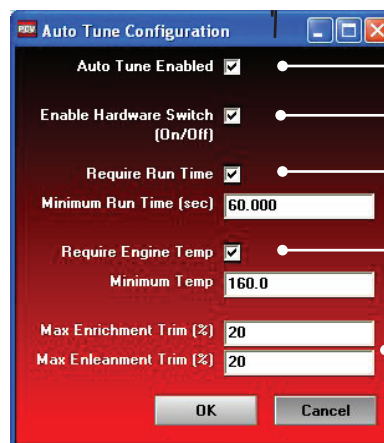 PCV Auto Tune Configuration
Auto Tune Enabled
Enable Hardware Switch
(On/Off)
Require Run Time
Minimum Run Time (sec) 60.000
Require Engine Temp
Minimum Temp 160.0
Max Enrichment Trim (%) 20
Max Enleanment Trim (%) 20
OK Cancel